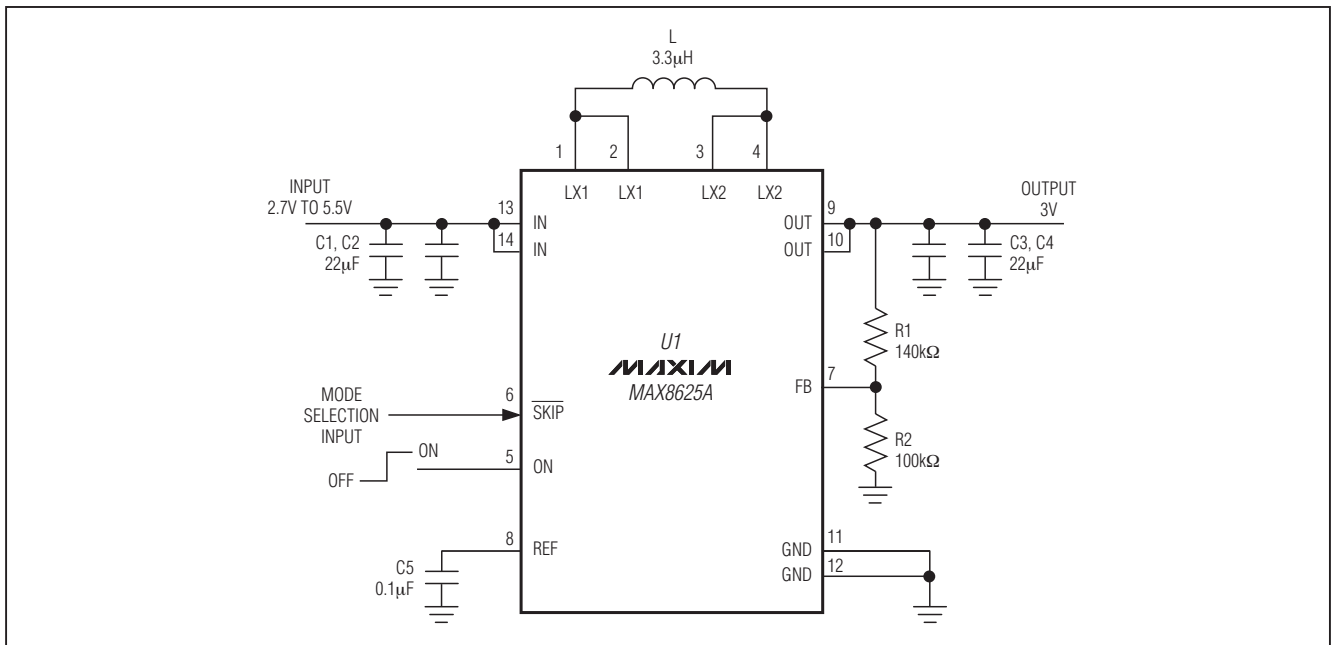 L
3.3µH
1
2
3
4
LX1
LX1
LX2
LX2
INPUT
2.7V TO 5.5V
13
IN
14
IN
C1, C2
22µF
OUTPUT
3V
9
OUT
10
OUT
C3, C4
22µF
R1
140kΩ
7
FB
R2
100kΩ
U1
MAXIM
MAX8625A
MODE
SELECTION
INPUT
6
SKIP
OFF
ON
5
ON
8
REF
C5
0.1µF
11
GND
12
GND